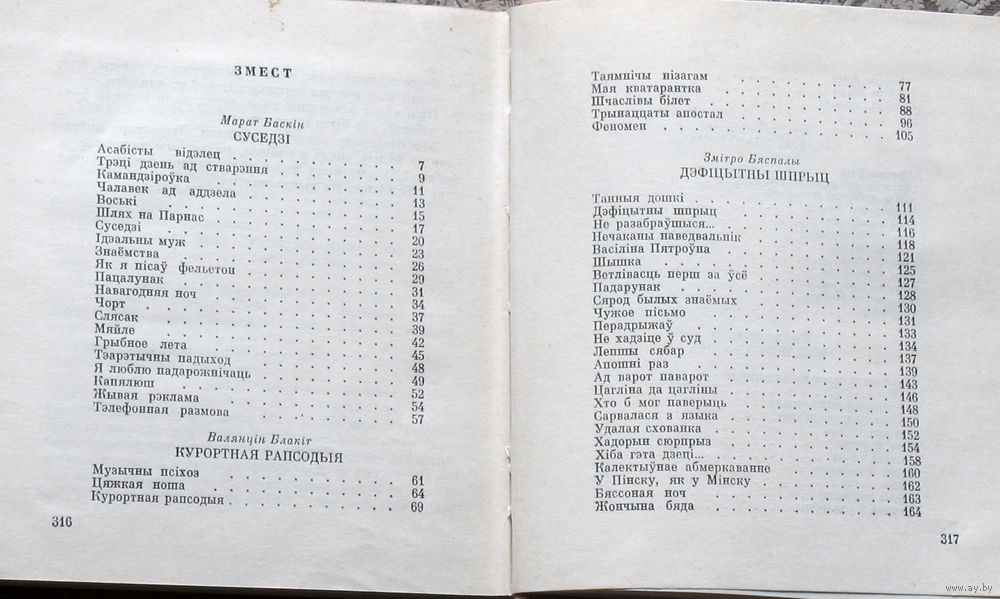 ЗМЕСТ
Марат Баскін
СУСЕДЗІ
Асабісты відэлец . . . . . . . . . . 7
Трэці дзень ад стварэння . . . . . . . . 9
Камандзіроўка . . . . . . . . . . 11
Чалавек ад аддзела . . . . . . . . . . 13
Воські . . . . . . . . . . 15
Шлях на Парнас . . . . . . . . . . 17
Суседзі . . . . . . . . . . 20
Ідэальны муж . . . . . . . . . . 23
Знаёмства . . . . . . . . . . 26
Як я пісаў фельетон . . . . . . . . . . 29
Пацалунак . . . . . . . . . . 31
Навагодняя ноч . . . . . . . . . . 34
Чорт . . . . . . . . . . 37
Слясак . . . . . . . . . . 39
Мяйле . . . . . . . . . . 42
Грыбное лета . . . . . . . . . . 45
Тэарэтычны падыход . . . . . . . . . . 48
Я люблю падарожнічаць . . . . . . . . 49
Капялюш . . . . . . . . . . 52
Жывая рэклама . . . . . . . . . . 54
Тэлефонная размова . . . . . . . . 57
Валянцін Блакіт
КУРОРТНАЯ РАПСОДЫЯ
Музычны псіхоз . . . . . . . . . . 61
Цяжкая ноша . . . . . . . . . . 64
Курортная рапсодыя . . . . . . . . . . 69
316
Таямнічы нізагам . . . . . . . . 77
Мая кватарантка . . . . . . . . 81
Шчаслівы білет . . . . . . . . 88
Трынаццаты апостал . . . . . . . . 96
Феномен . . . . . . . . . . 105
Змітро Бяспалы
ДЭФІЦЫТНЫ ШПРЫЦ
Танныя дошкі . . . . . . . . 111
Дэфіцытны шпрыц . . . . . . . . 114
Не разабраўшыся... . . . . . . . . 116
Нечаканы паведвальнік . . . . . . . . 118
Васіліна Пятроўна . . . . . . . . 121
Шышка . . . . . . . . . . 125
Ветлівасць перш за ўсё . . . . . . . . 127
Падарунак . . . . . . . . . . 128
Сярод былых знаёмых . . . . . . . . 130
Чужое пісьмо . . . . . . . . 131
Перадрыжаў . . . . . . . . . . 133
Не хадзіце ў суд . . . . . . . . 134
Лепшы сябар . . . . . . . . 137
Апошні раз . . . . . . . . . . 139
Ад варот паварот . . . . . . . . 143
Цагліна да цагліны . . . . . . . . 146
Хто б мог паверыць . . . . . . . . 148
Сарвалася з языка . . . . . . . . 150
Удалая схованка . . . . . . . . 152
Хадорын сюрпрыз . . . . . . . . 154
Хіба гэта дзеці... . . . . . . . . 158
Калектыўнае абмеркаванне . . . . . . 160
У Пінску, як у Мінску . . . . . . . . 162
Бяссоная ноч . . . . . . . . 163
Жончына бяда . . . . . . . . 164
317
© www.ay.by